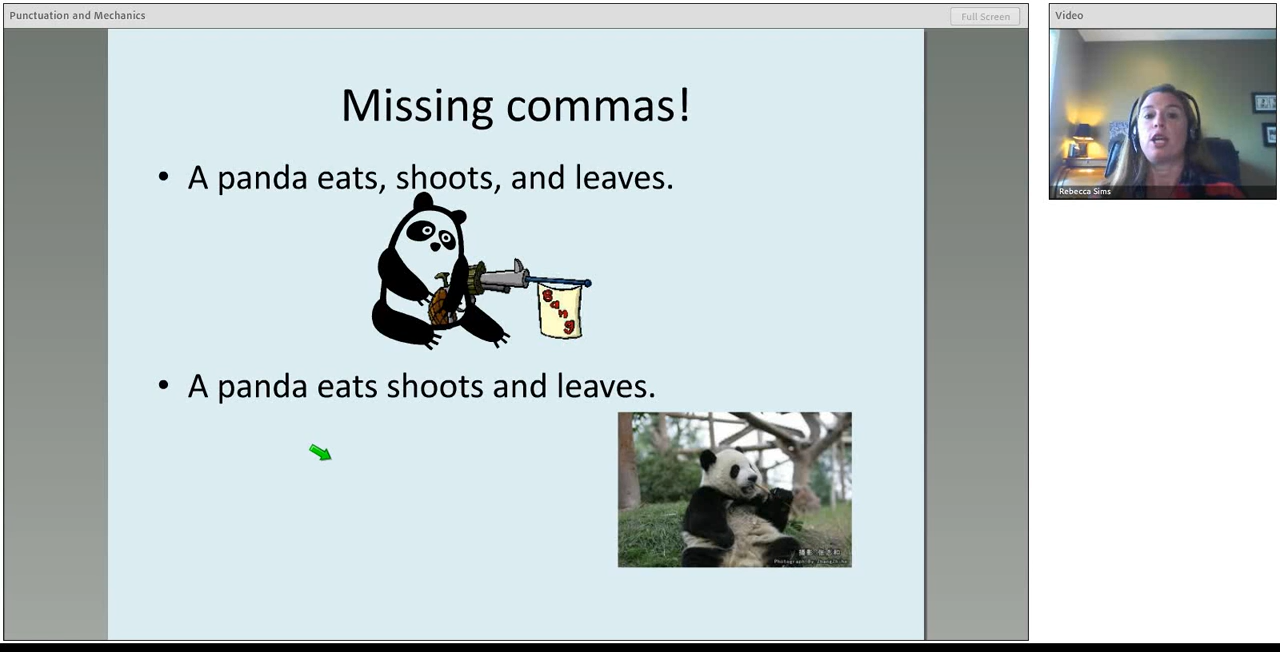 Punctuation and Mechanics
Full Screen
Video
Missing commas!
• A panda eats, shoots, and leaves.
Bang
• A panda eats shoots and leaves.
Rebecca Sims